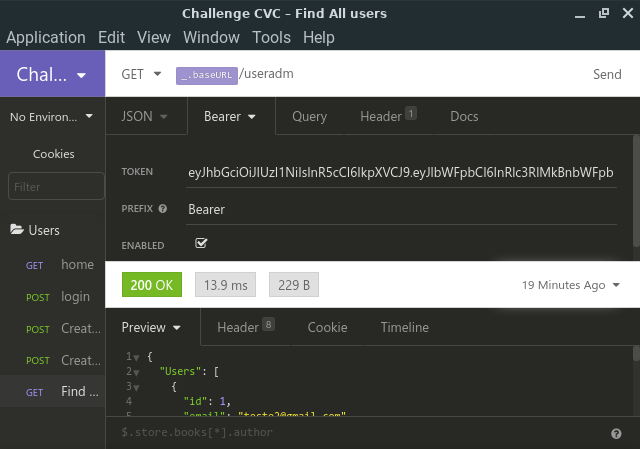 Challenge CVC – Find All users
Application Edit View Window Tools Help
Chal...
GET _.baseURL /useradm Send
No Environ...
JSON Bearer Query Header 1 Docs
Cookies
Filter
TOKEN
PREFIX Bearer
ENABLED
Users
GET home
POST login
POST Creat...
POST Creat...
GET Find ...
200 OK 13.9 ms 229 B 19 Minutes Ago
Preview Header 8 Cookie Timeline
1 {
2 "Users": [
3 {
4 "id": 1,
5 "email": "teste2@gmail.com"
$.store.books[*].author